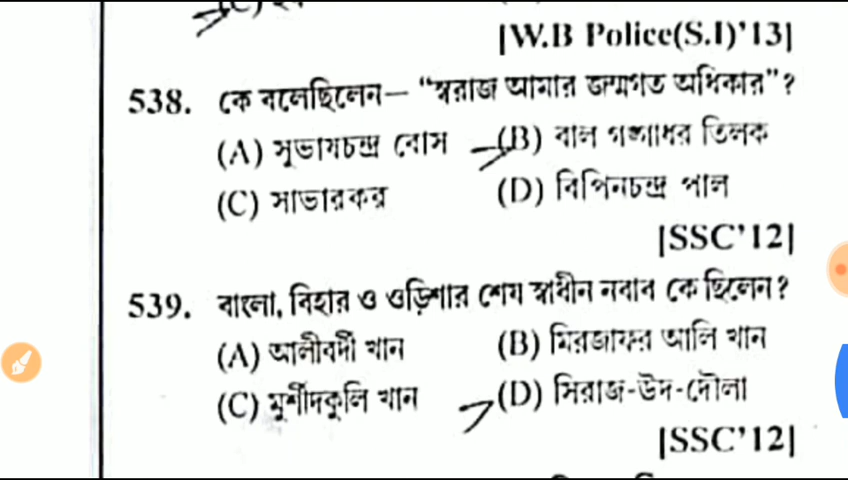 [W.B Police(S.I)'13]
538. কে বলেছিলেন— “স্বরাজ আমার জন্মগত অধিকার”?
(A) সুভাষচন্দ্র বোস (B) বাল গঙ্গাধর তিলক
(C) সাভারকর (D) বিপিনচন্দ্র পাল
[SSC'12]
539. বাংলা, বিহার ও ওড়িশার শেষ স্বাধীন নবাব কে ছিলেন?
(A) আলীবর্দী খান (B) মিরজাফর আলি খান
(C) মুর্শীদকুলি খান (D) সিরাজ-উদ-দৌলা
[SSC'12]